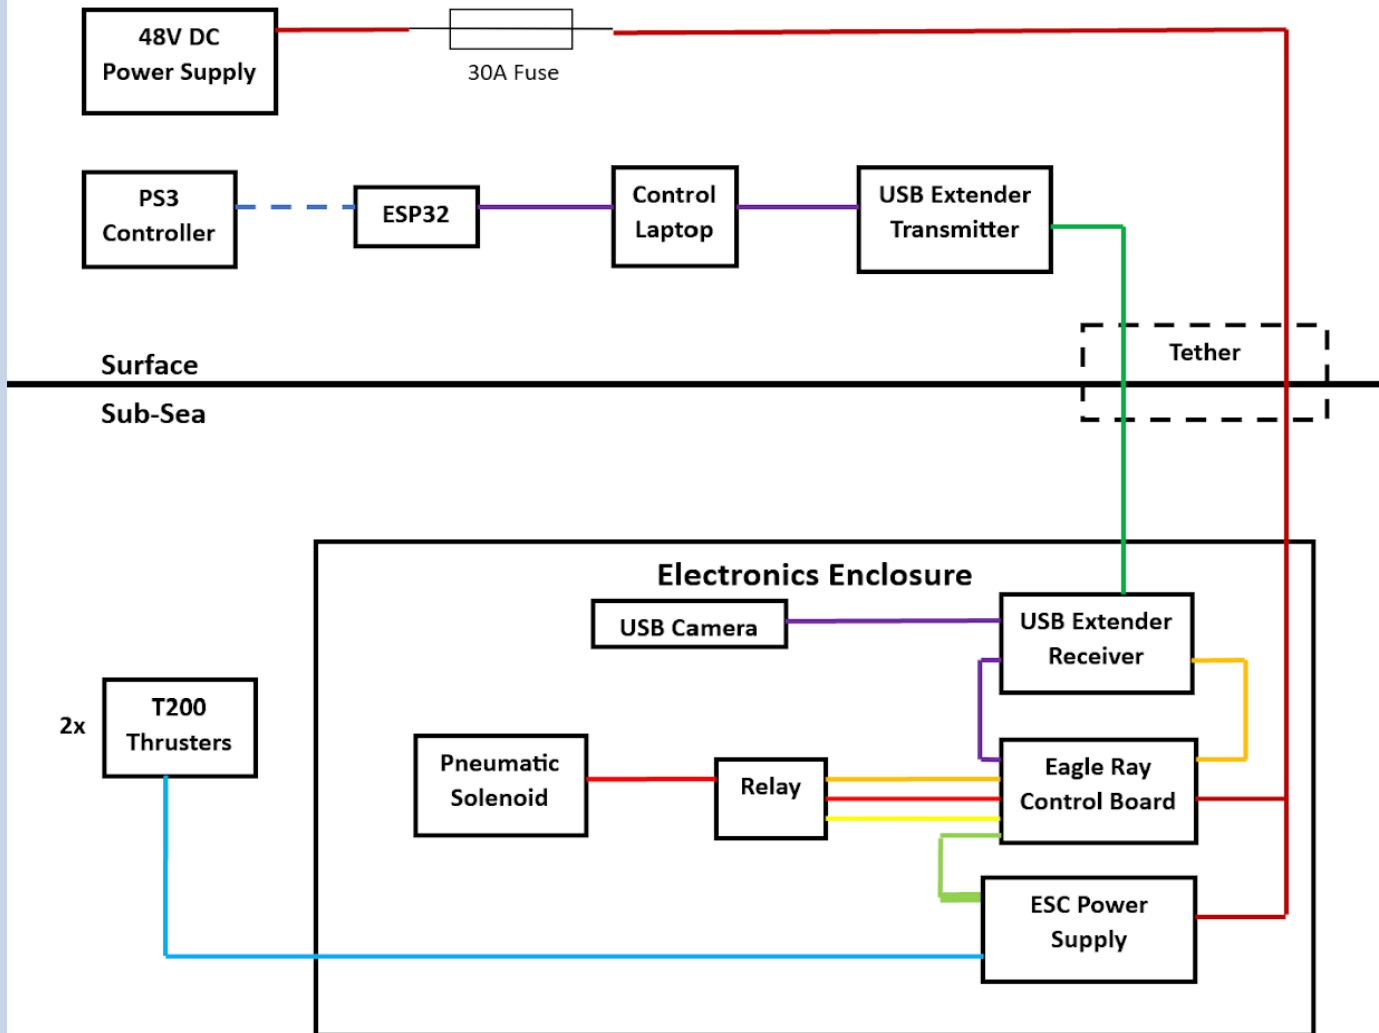 48V DC
Power Supply
30A Fuse
PS3
Controller
ESP32
Control
Laptop
USB Extender
Transmitter
Tether
Surface
Sub-Sea
Electronics Enclosure
USB Camera
USB Extender
Receiver
2x
T200
Thrusters
Pneumatic
Solenoid
Relay
Eagle Ray
Control Board
ESC Power
Supply